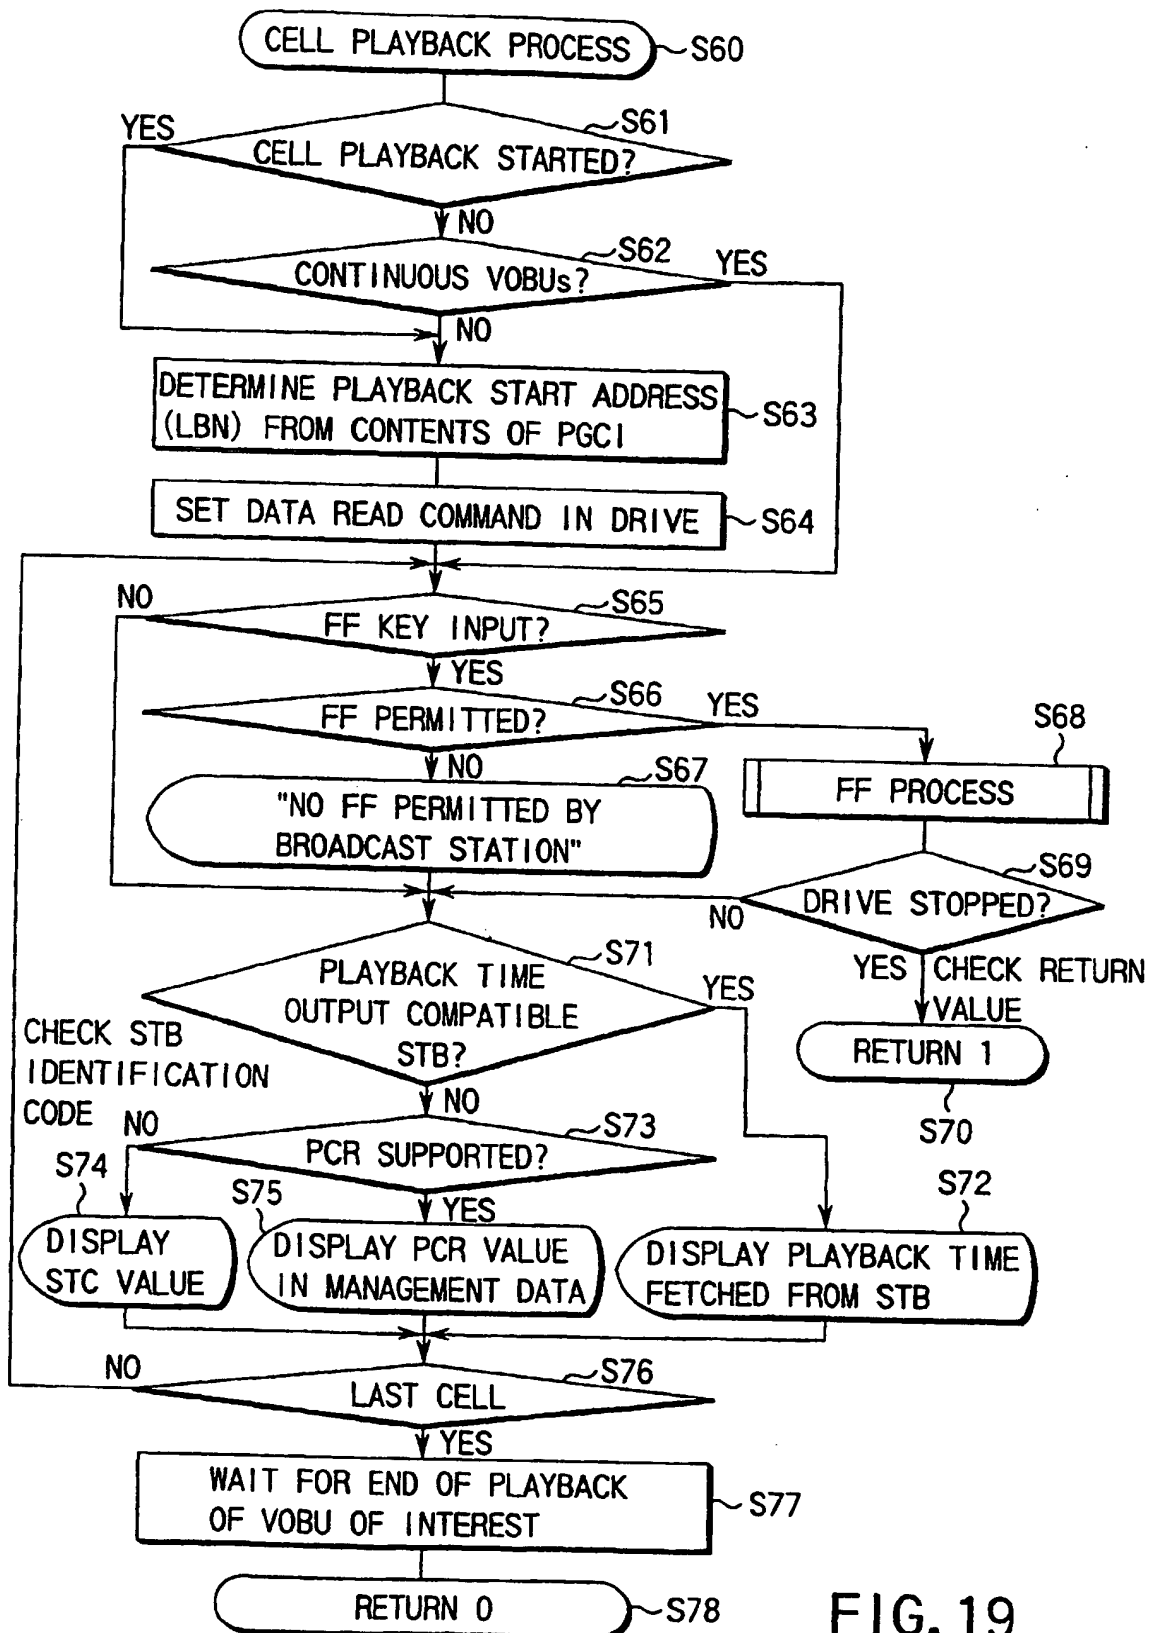 CELL PLAYBACK PROCESS
S60
YES
S61
CELL PLAYBACK STARTED?
NO
S62
YES
CONTINUOUS VOBUs?
NO
DETERMINE PLAYBACK START ADDRESS
(LBN) FROM CONTENTS OF PGCI
S63
SET DATA READ COMMAND IN DRIVE
S64
NO
S65
FF KEY INPUT?
YES
S66
YES
FF PERMITTED?
NO
S67
"NO FF PERMITTED BY
BROADCAST STATION"
S68
FF PROCESS
S69
DRIVE STOPPED?
NO
YES
CHECK RETURN
VALUE
RETURN 1
S70
S71
PLAYBACK TIME
OUTPUT COMPATIBLE
STB?
YES
CHECK STB
IDENTIFICATION
CODE
NO
NO
S73
PCR SUPPORTED?
YES
S74
DISPLAY
STC VALUE
S75
DISPLAY PCR VALUE
IN MANAGEMENT DATA
S72
DISPLAY PLAYBACK TIME
FETCHED FROM STB
NO
S76
LAST CELL
YES
WAIT FOR END OF PLAYBACK
OF VOBU OF INTEREST
S77
RETURN 0
S78
FIG. 19